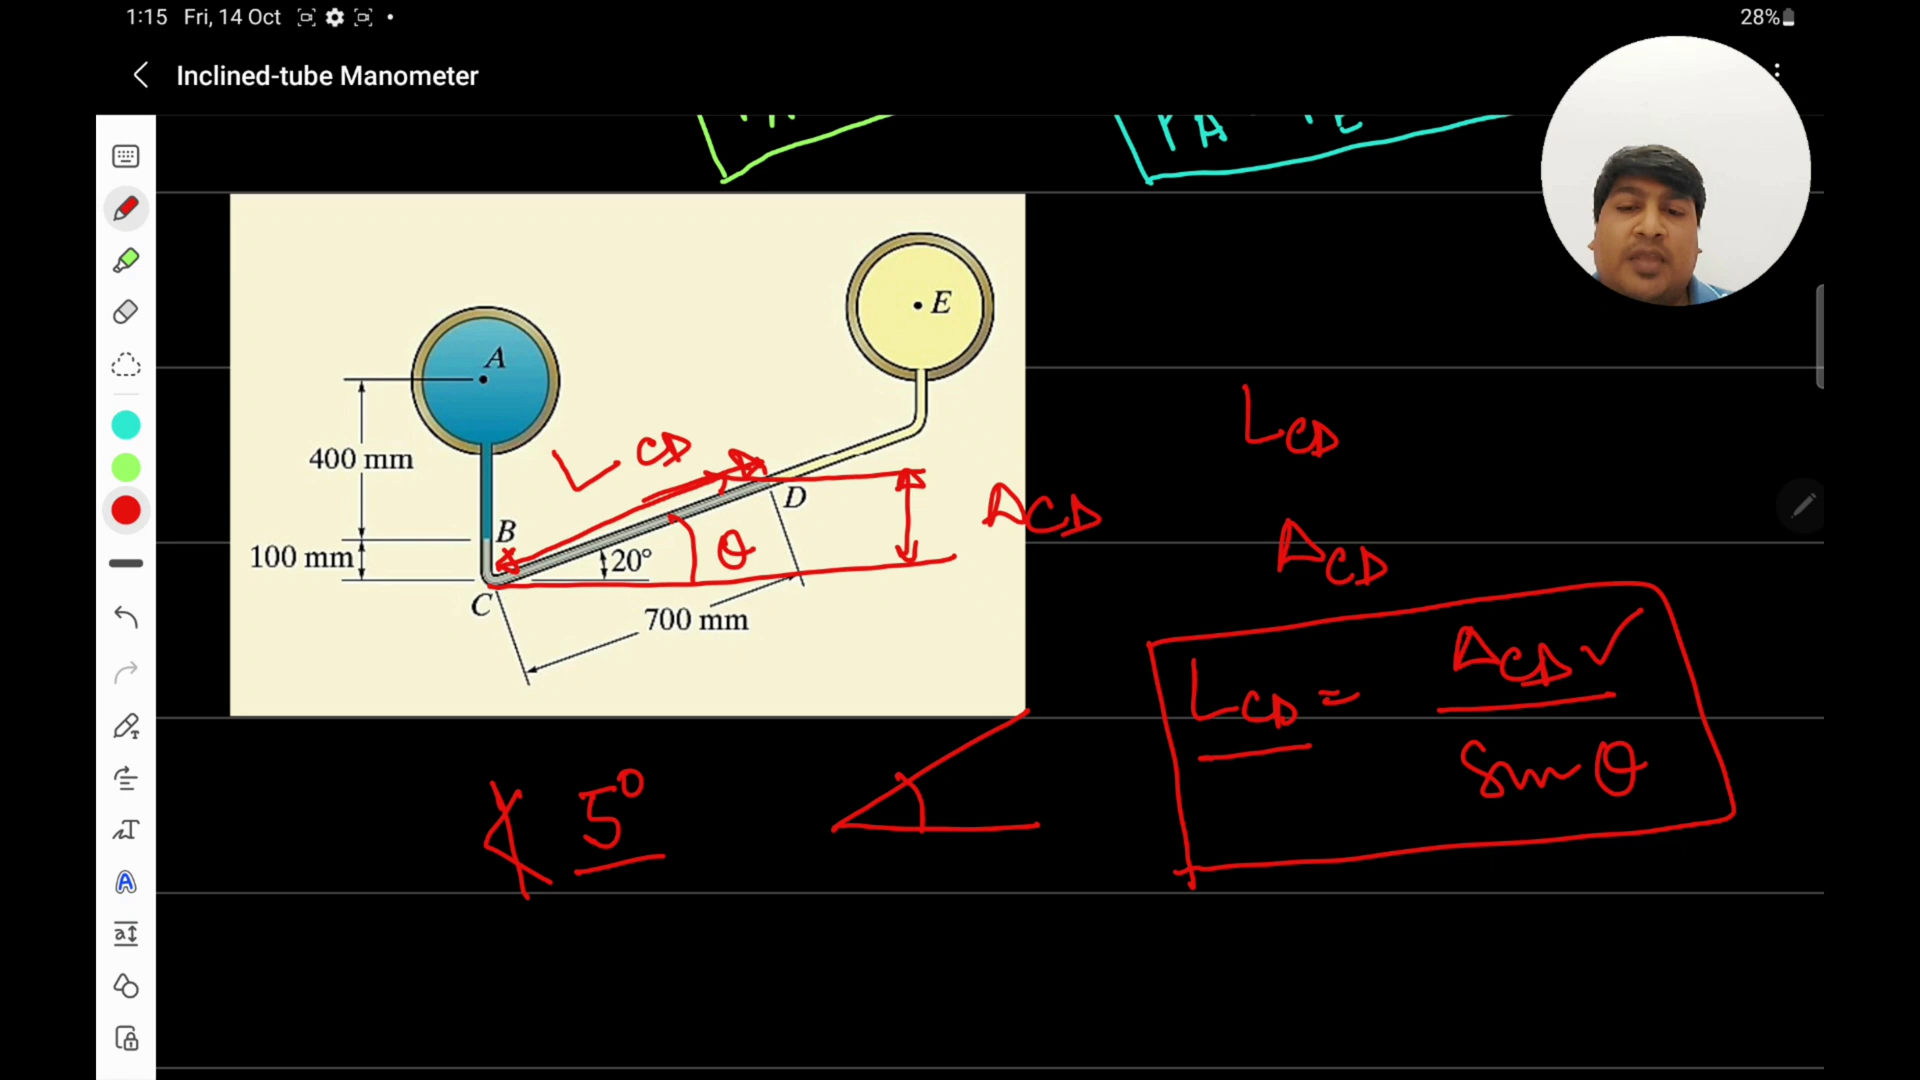 1:15 Fri, 14 Oct
28%
Inclined-tube Manometer
PA
E
A
E
400 mm
L CD
LCD
B
D
ΔCD
100 mm
20°
θ
ΔCD
C
700 mm
LCD = ΔCD ✓
sin θ
∢ 5°